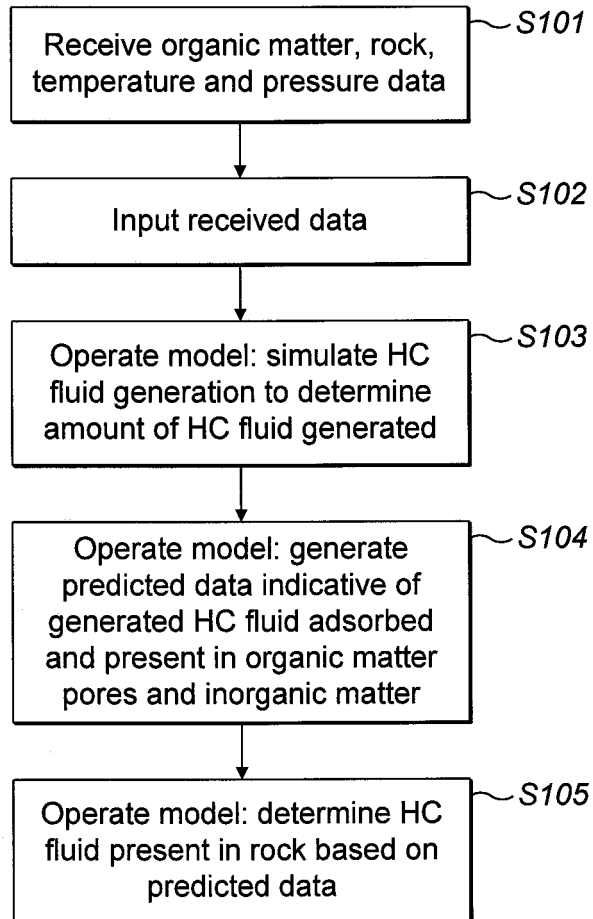 S101
Receive organic matter, rock,
temperature and pressure data
S102
Input received data
S103
Operate model: simulate HC
fluid generation to determine
amount of HC fluid generated
S104
Operate model: generate
predicted data indicative of
generated HC fluid adsorbed
and present in organic matter
pores and inorganic matter
S105
Operate model: determine HC
fluid present in rock based on
predicted data